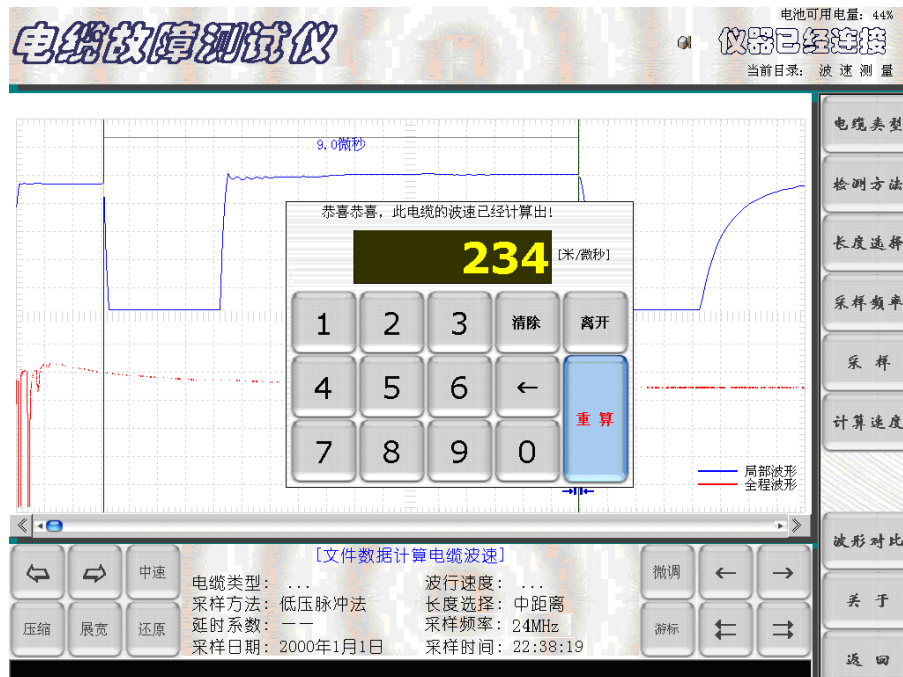 电缆故障测试仪
电池可用电量: 44%
仪器已经连接
当前目录: 波速测量
9.0微秒
恭喜恭喜，此电缆的波速已经计算出!
234 [米/微秒]
1 2 3 清除 离开
4 5 6 ←
重算
7 8 9 0
局部波形
全程波形
电缆类型
检测方法
长度选择
采样频率
采样
计算速度
波形对比
关于
返回
[文件数据计算电缆波速]
中速
压缩 展宽 还原
电缆类型: ... 波行速度: ...
采样方法: 低压脉冲法 长度选择: 中距离
延时系数: —— 采样频率: 24MHz
采样日期: 2000年1月1日 采样时间: 22:38:19
微调 ← →
游标